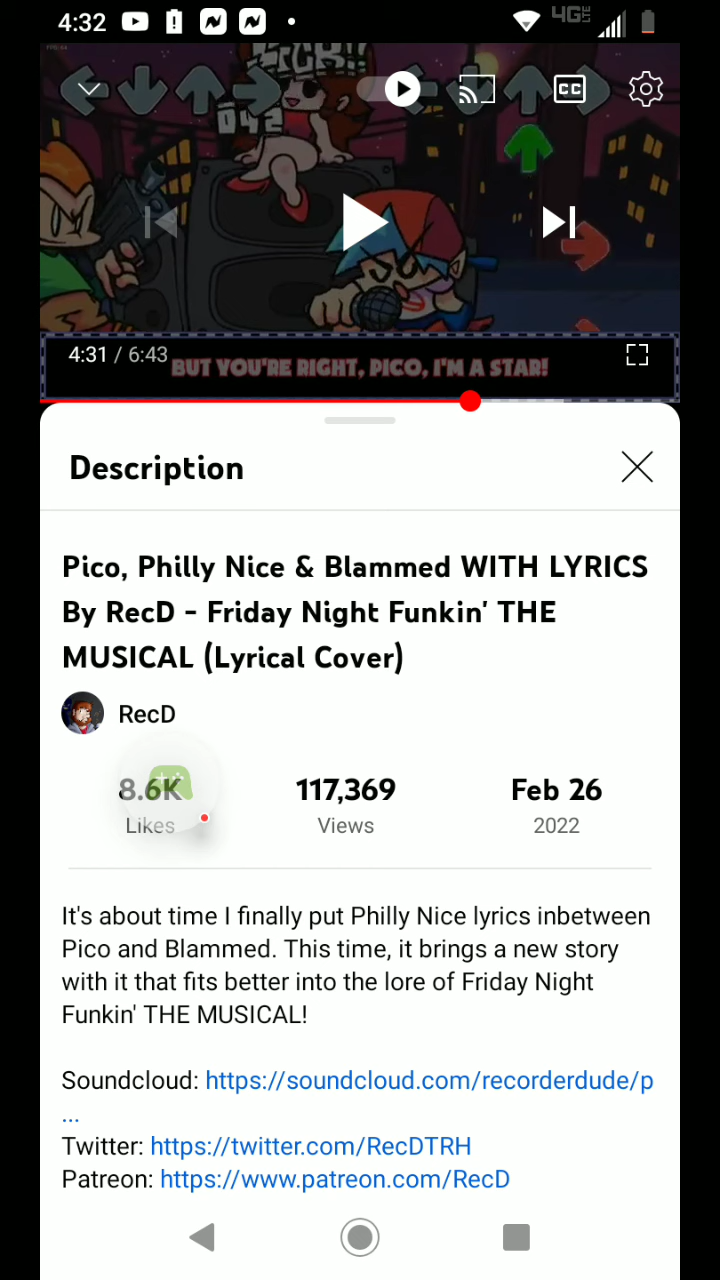 4:32
4G LTE
CC
042
4:31 / 6:43
BUT YOU'RE RIGHT, PICO, I'M A STAR!
Description
Pico, Philly Nice & Blammed WITH LYRICS
By RecD - Friday Night Funkin' THE
MUSICAL (Lyrical Cover)
RecD
8.6K
Likes
117,369
Views
Feb 26
2022
It's about time I finally put Philly Nice lyrics inbetween
Pico and Blammed. This time, it brings a new story
with it that fits better into the lore of Friday Night
Funkin' THE MUSICAL!
Soundcloud: https://soundcloud.com/recorderdude/p
...
Twitter: https://twitter.com/RecDTRH
Patreon: https://www.patreon.com/RecD